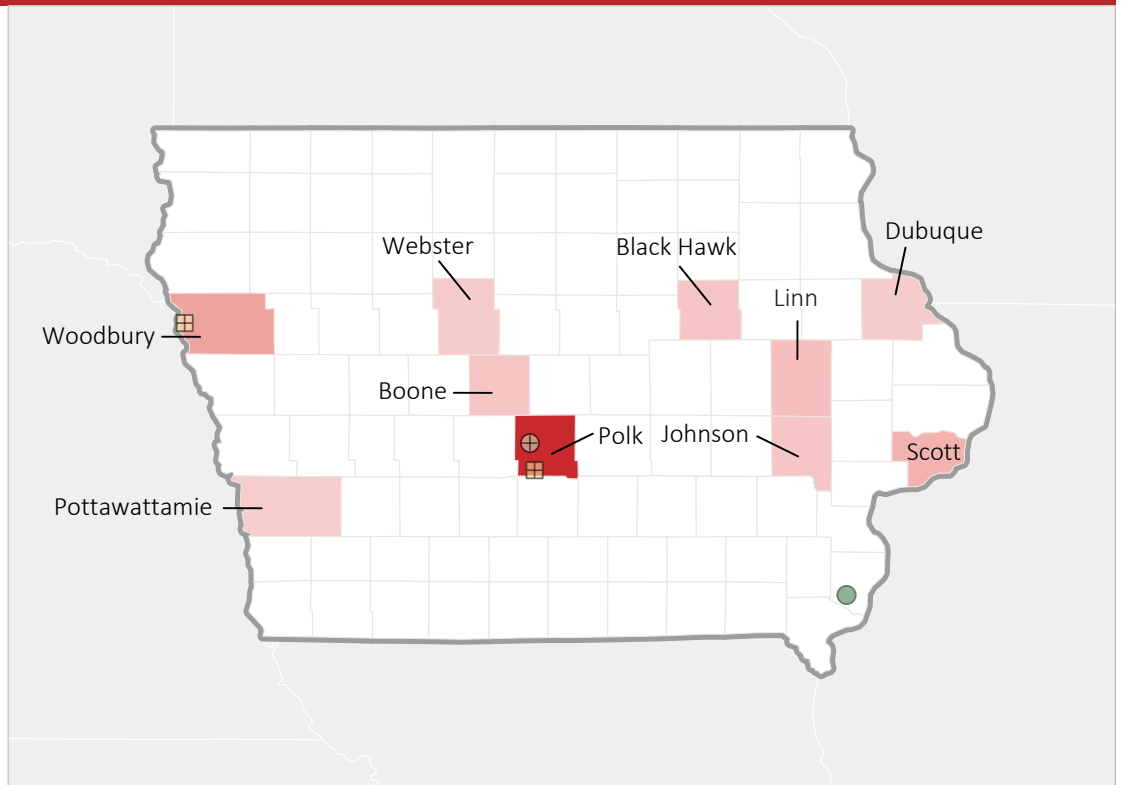 Dubuque
Webster
Black Hawk
Linn
Woodbury
Boone
Polk
Johnson
Scott
Pottawattamie